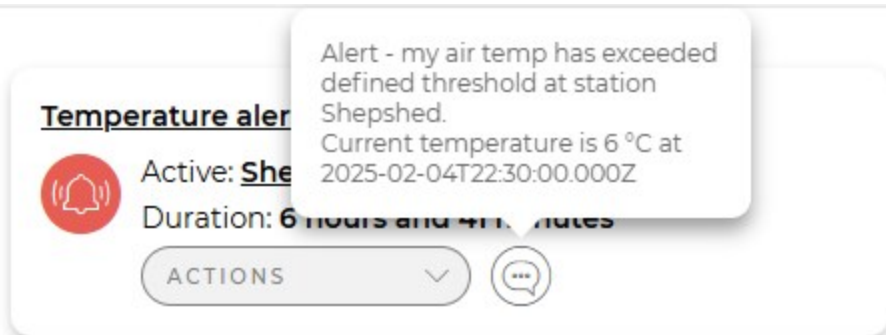 Alert - my air temp has exceeded
defined threshold at station
Shepshed.
Current temperature is 6 °C at
2025-02-04T22:30:00.000Z
Temperature aler
Active: She
Duration: 6 hours and 41 minutes
ACTIONS